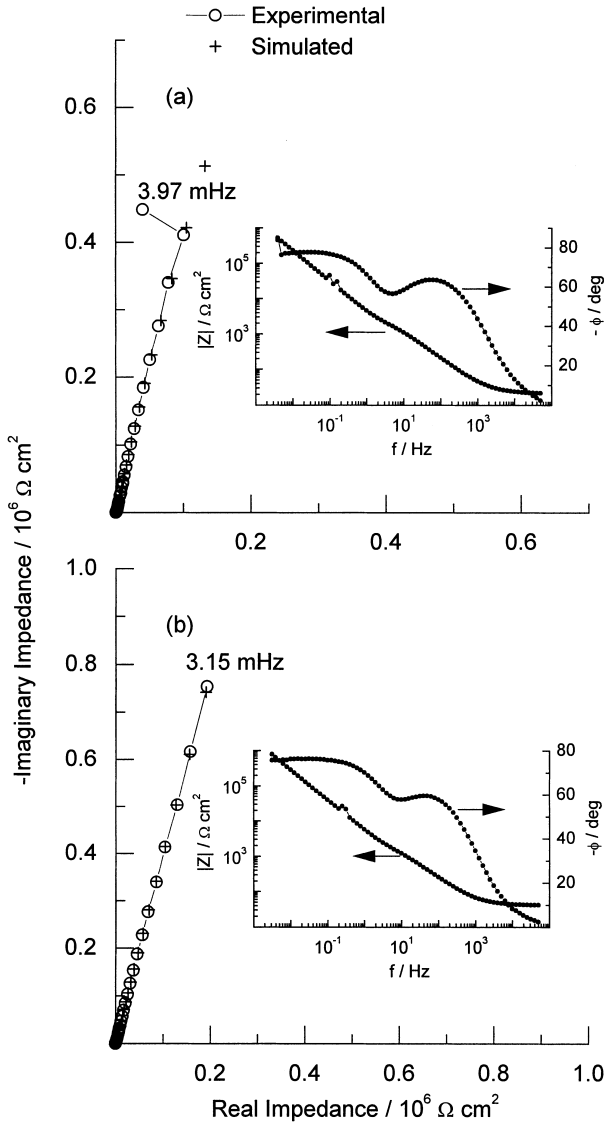 Experimental
Simulated
(a)
0.6
0.4
0.2
3.97 mHz
10⁵
10³
|Z| / Ω cm²
80
60
40
20
- ϕ / deg
10⁻¹ 10¹ 10³
f / Hz
0.2 0.4 0.6
-Imaginary Impedance / 10⁶ Ω cm²
(b)
1.0
0.8
0.6
0.4
0.2
3.15 mHz
10⁵
10³
|Z| / Ω cm²
80
60
40
20
-ϕ / deg
10⁻¹ 10¹ 10³
f / Hz
0.2 0.4 0.6 0.8 1.0
Real Impedance / 10⁶ Ω cm²